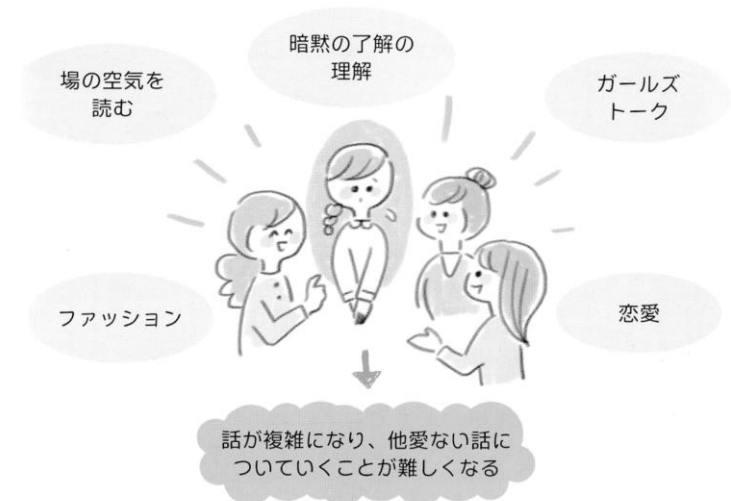 暗黙の了解の
理解
場の空気を
読む
ガールズ
トーク
ファッション
恋愛
話が複雑になり、他愛ない話に
ついていくことが難しくなる